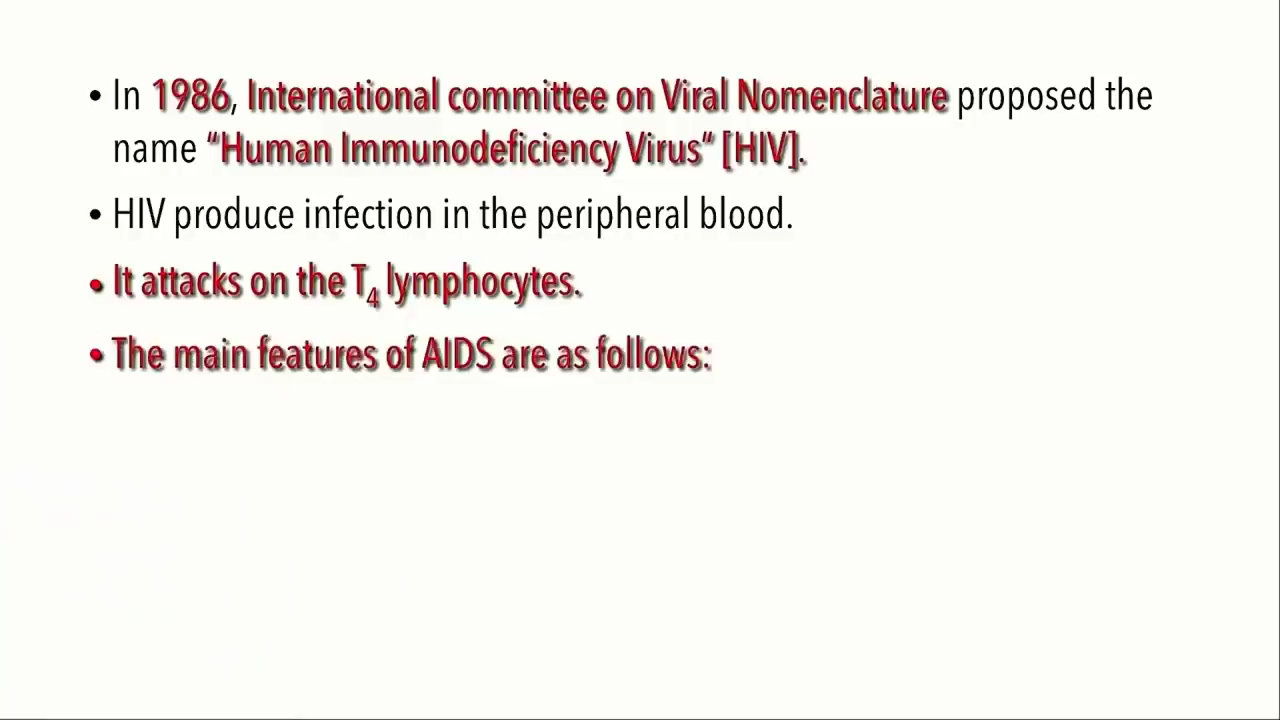 • In 1986, International committee on Viral Nomenclature proposed the
name “Human Immunodeficiency Virus” [HIV].
• HIV produce infection in the peripheral blood.
• It attacks on the T₄ lymphocytes.
• The main features of AIDS are as follows: